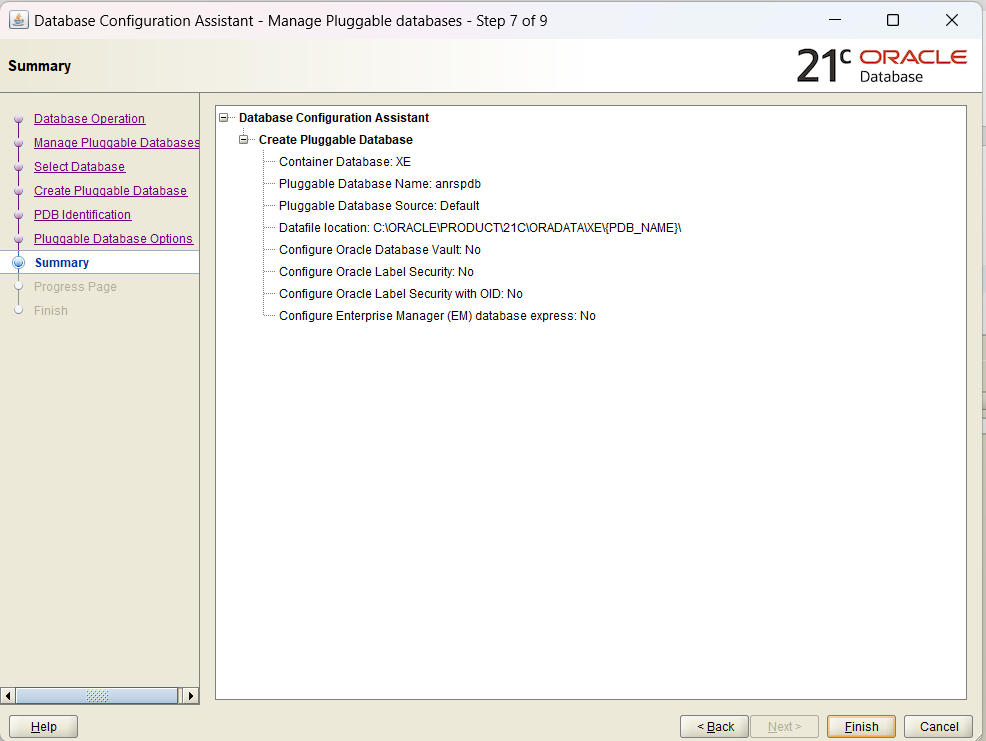 Database Configuration Assistant - Manage Pluggable databases - Step 7 of 9
Summary
21c ORACLE
Database
Database Operation
Manage Pluggable Databases
Select Database
Create Pluggable Database
PDB Identification
Pluggable Database Options
Summary
Progress Page
Finish
Database Configuration Assistant
Create Pluggable Database
Container Database: XE
Pluggable Database Name: anrspdb
Pluggable Database Source: Default
Datafile location: C:\ORACLE\PRODUCT\21C\ORADATA\XE\{PDB_NAME}\
Configure Oracle Database Vault: No
Configure Oracle Label Security: No
Configure Oracle Label Security with OID: No
Configure Enterprise Manager (EM) database express: No
Help
< Back
Next >
Finish
Cancel